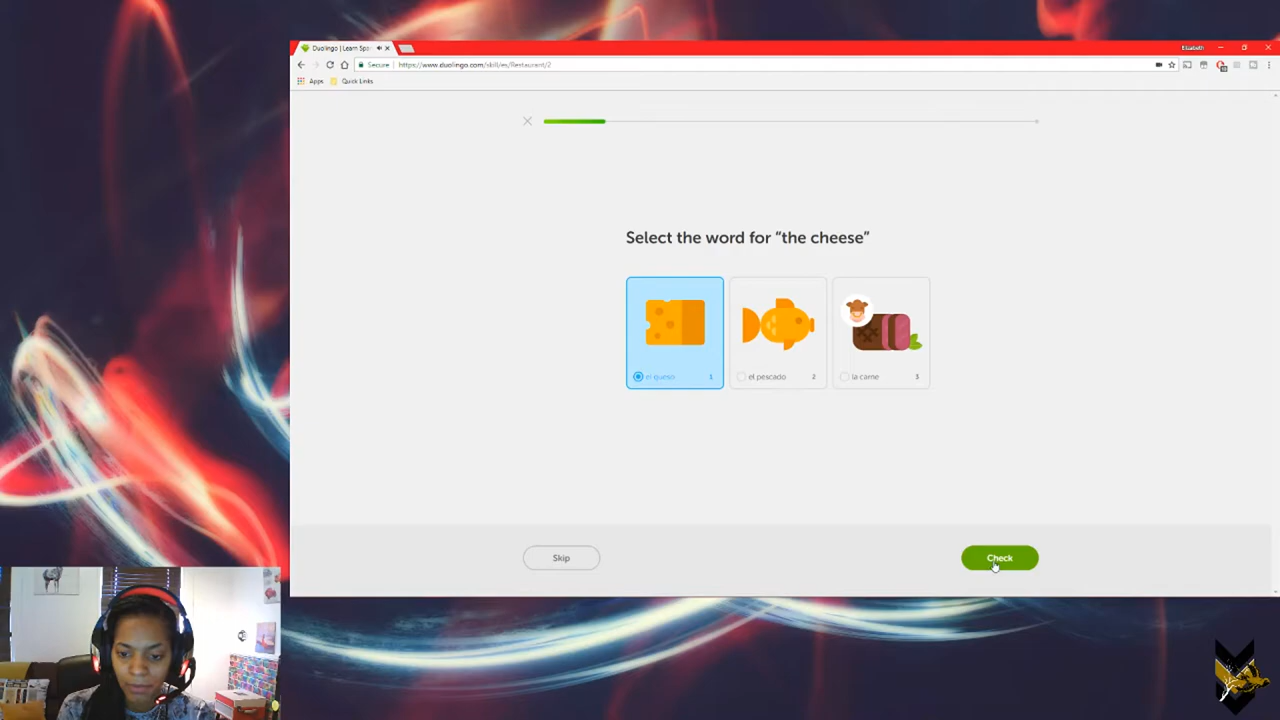 Duolingo | Learn Spa
Elizabeth
Secure
https://www.duolingo.com/skill/es/Restaurant/2
Apps
Quick Links
Select the word for “the cheese”
el queso 1
el pescado 2
la carne 3
Skip
Check